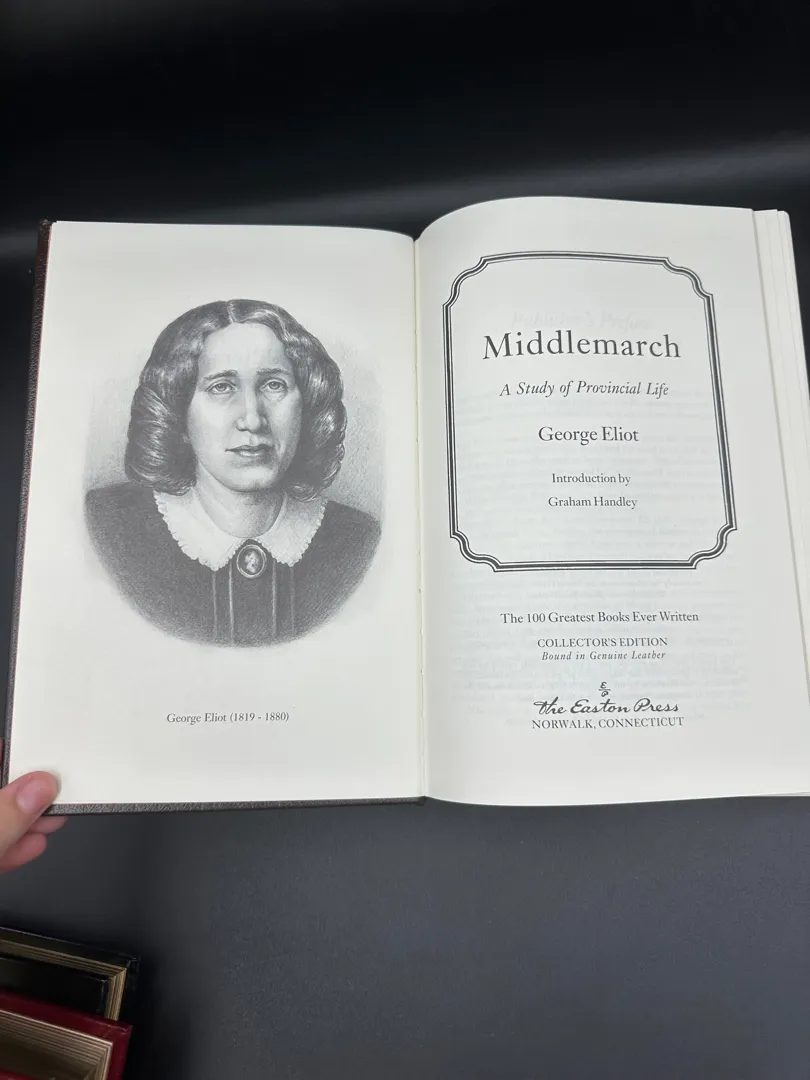 George Eliot (1819 - 1880)
Middlemarch
A Study of Provincial Life
George Eliot
Introduction by
Graham Handley
The 100 Greatest Books Ever Written
COLLECTOR'S EDITION
Bound in Genuine Leather
The Easton Press
NORWALK, CONNECTICUT